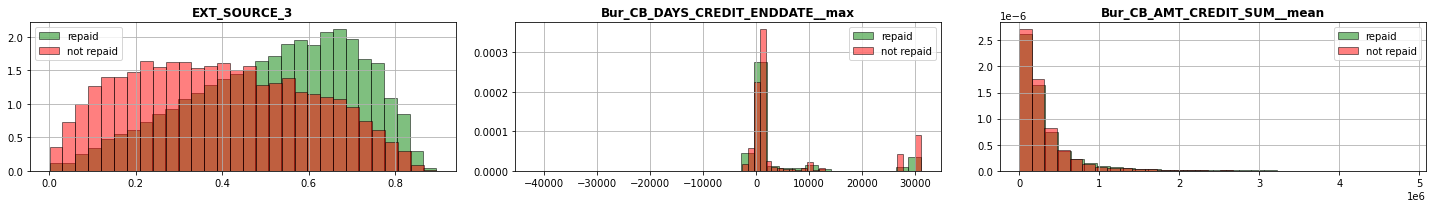 EXT_SOURCE_3
2.0
1.5
1.0
0.5
0.0
0.0 0.2 0.4 0.6 0.8
repaid
not repaid
Bur_CB_DAYS_CREDIT_ENDDATE__max
0.0003
0.0002
0.0001
0.0000
-40000 -30000 -20000 -10000 0 10000 20000 30000
repaid
not repaid
Bur_CB_AMT_CREDIT_SUM__mean
1e-6
2.5
2.0
1.5
1.0
0.5
0.0
0 1 2 3 4 5
1e6
repaid
not repaid